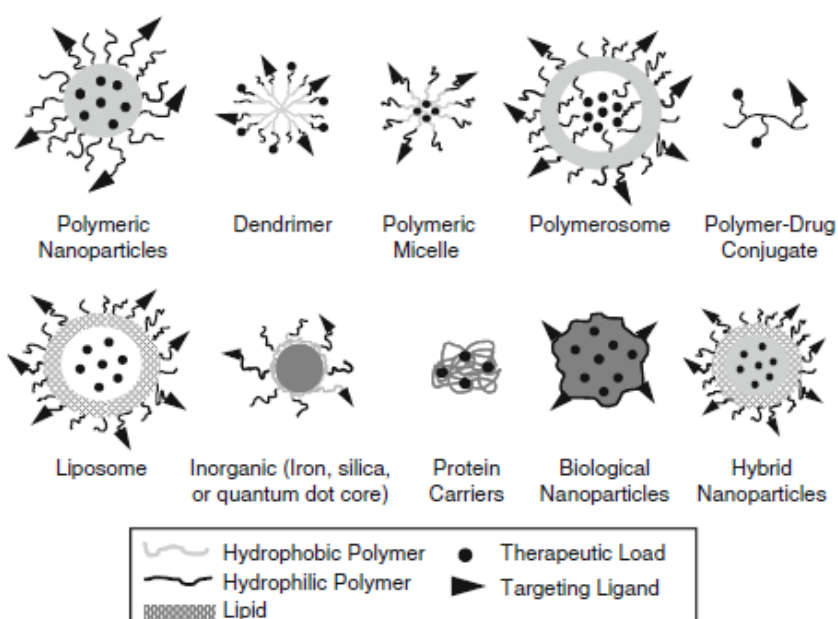 Polymeric
Nanoparticles
Dendrimer
Polymeric
Micelle
Polymerosome
Polymer-Drug
Conjugate
Liposome
Inorganic (Iron, silica,
or quantum dot core)
Protein
Carriers
Biological
Nanoparticles
Hybrid
Nanoparticles
Hydrophobic Polymer
Therapeutic Load
Hydrophilic Polymer
Targeting Ligand
Lipid